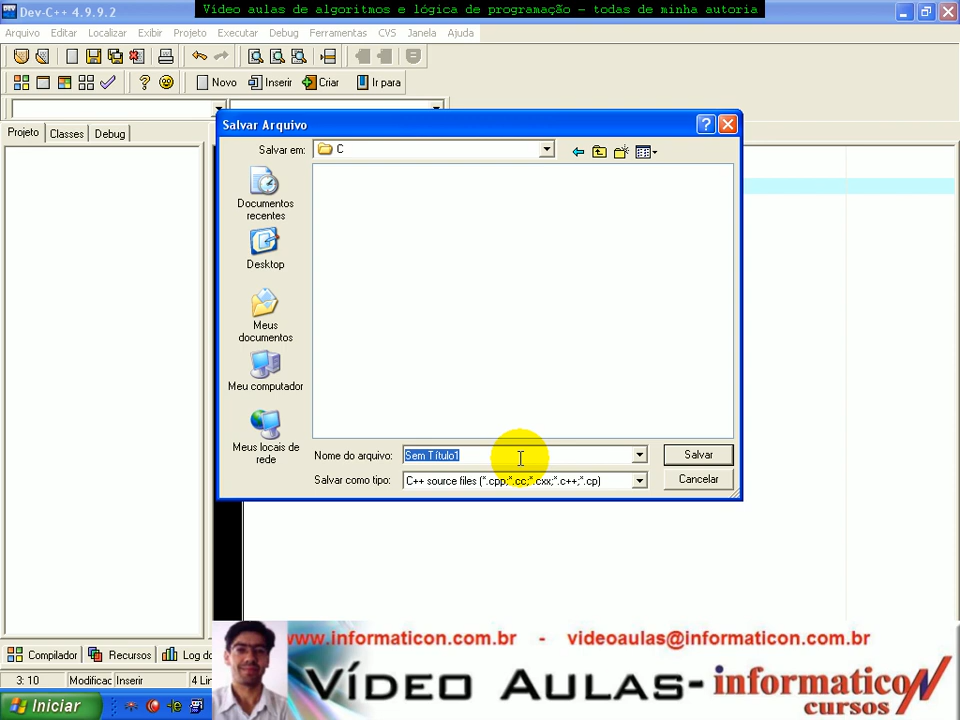 Vídeo aulas de algoritmos e lógica de programação - todas de minha autoria
Dev-C++ 4.9.9.2
Arquivo Editar Localizar Exibir Projeto Executar Debug Ferramentas CVS Janela Ajuda
Novo Inserir Criar Ir para
Projeto Classes Debug
Salvar Arquivo
Salvar em: C
Documentos recentes
Desktop
Meus documentos
Meu computador
Meus locais de rede
Nome do arquivo: Sem Título1 Salvar
Salvar como tipo: C++ source files (*.cpp;*.cc;*.cxx;*.c++;*.cp) Cancelar
Compilador Recursos Log do
3: 10 Modificac Inserir 4 Lin
www.informaticon.com.br - videoaulas@informaticon.com.br
Vídeo Aulas- informaticon
cursos
Iniciar